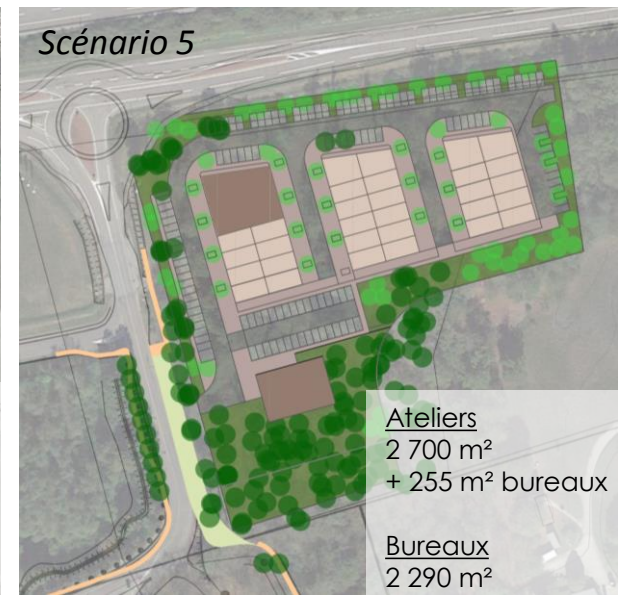 Scénario 5
Ateliers
2 700 m²
+ 255 m² bureaux
Bureaux
2 290 m²